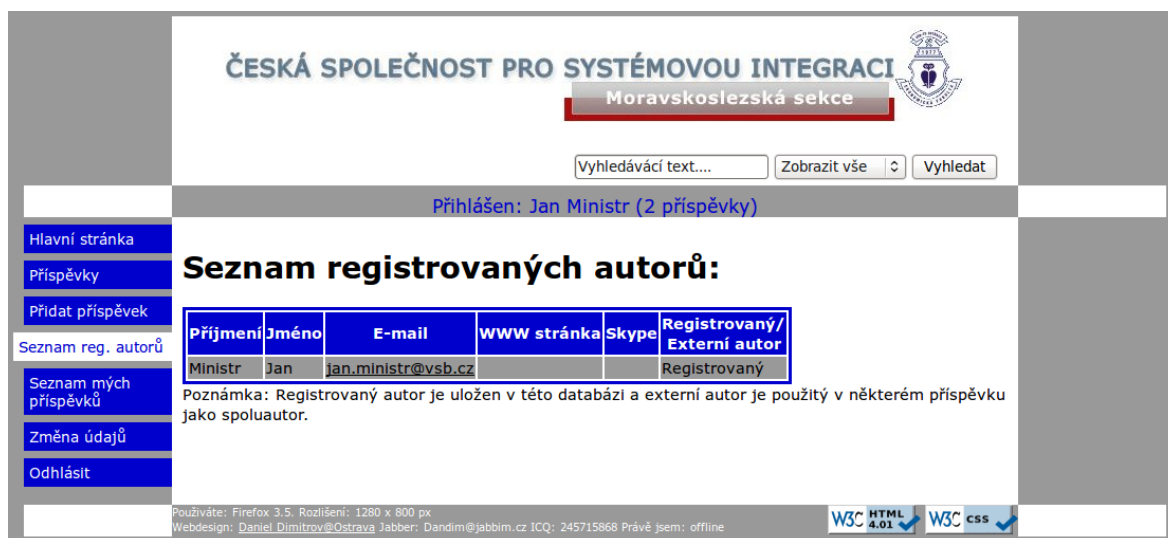 ČESKÁ SPOLEČNOST PRO SYSTÉMOVOU INTEGRACI
Moravskoslezská sekce
Vyhledávácí text.... Zobrazit vše Vyhledat
Přihlášen: Jan Ministr (2 příspěvky)
Hlavní stránka
Příspěvky
Přidat příspěvek
Seznam reg. autorů
Seznam mých
příspěvků
Změna údajů
Odhlásit
Seznam registrovaných autorů:
Příjmení Jméno E-mail WWW stránka Skype Registrovaný/
Externí autor
Ministr Jan jan.ministr@vsb.cz Registrovaný
Poznámka: Registrovaný autor je uložen v této databázi a externí autor je použitý v některém příspěvku
jako spoluautor.
Používáte: Firefox 3.5. Rozlišení: 1280 x 800 px
Webdesign: Daniel Dimitrov@Ostrava Jabber: Dandim@jabbim.cz ICQ: 245715868 Právě jsem: offline
W3C HTML 4.01
W3C css